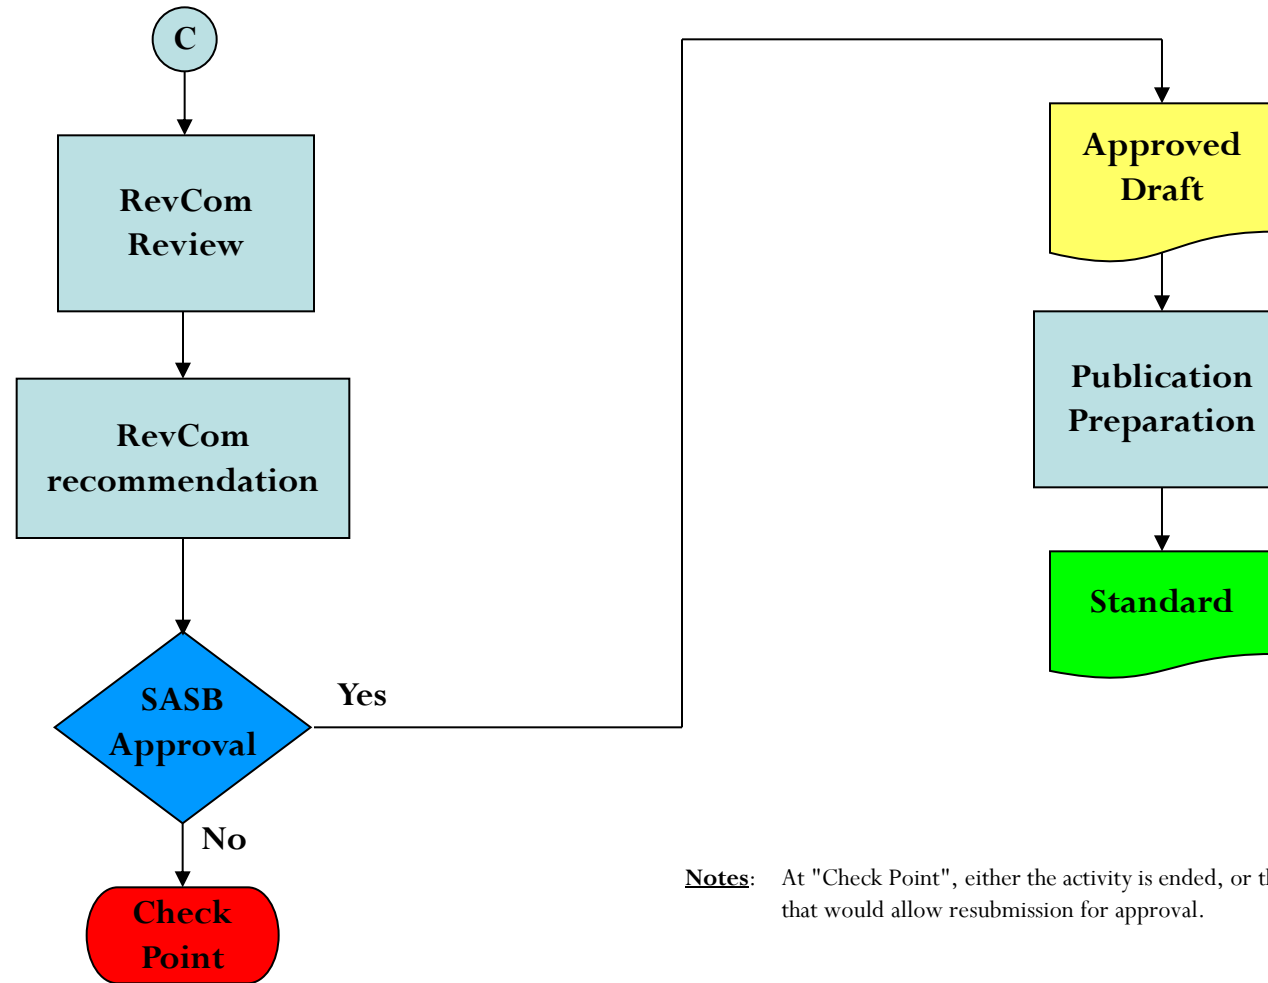 C
RevCom
Review
RevCom
recommendation
SASB
Approval
Yes
No
Check
Point
Approved
Draft
Publication
Preparation
Standard
Notes: At "Check Point", either the activity is ended, or
that would allow resubmission for approval.